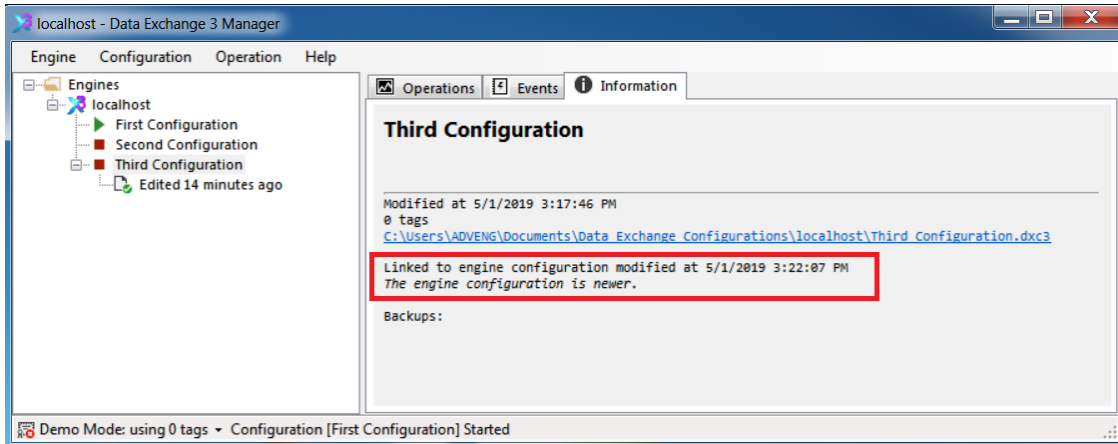 localhost - Data Exchange 3 Manager
Engine Configuration Operation Help
Engines
localhost
First Configuration
Second Configuration
Third Configuration
Edited 14 minutes ago
Operations Events Information
Third Configuration
Modified at 5/1/2019 3:17:46 PM
0 tags
C:\Users\ADVENG\Documents\Data Exchange Configurations\localhost\Third Configuration.dxc3
Linked to engine configuration modified at 5/1/2019 3:22:07 PM
The engine configuration is newer.
Backups:
Demo Mode: using 0 tags Configuration [First Configuration] Started